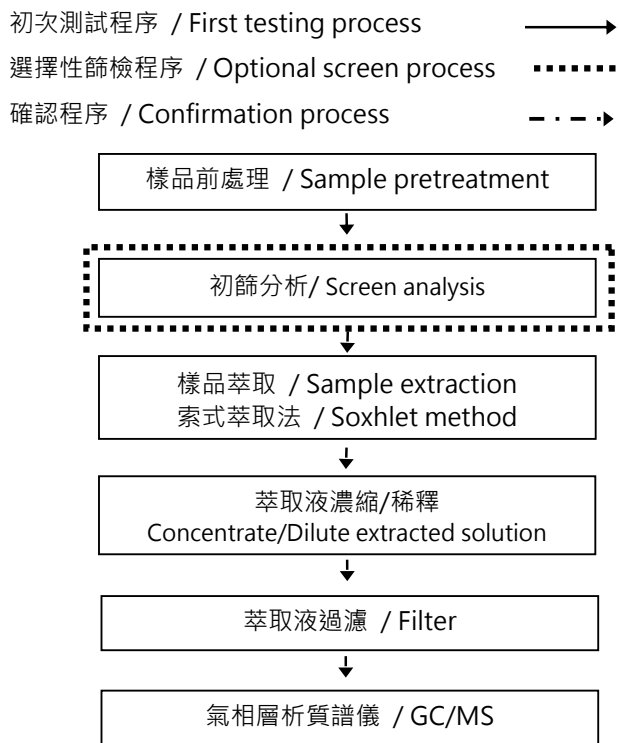 初次測試程序 / First testing process
選擇性篩檢程序 / Optional screen process
確認程序 / Confirmation process
樣品前處理 / Sample pretreatment
初篩分析/ Screen analysis
樣品萃取 / Sample extraction
索式萃取法 / Soxhlet method
萃取液濃縮/稀釋
Concentrate/Dilute extracted solution
萃取液過濾 / Filter
氣相層析質譜儀 / GC/MS